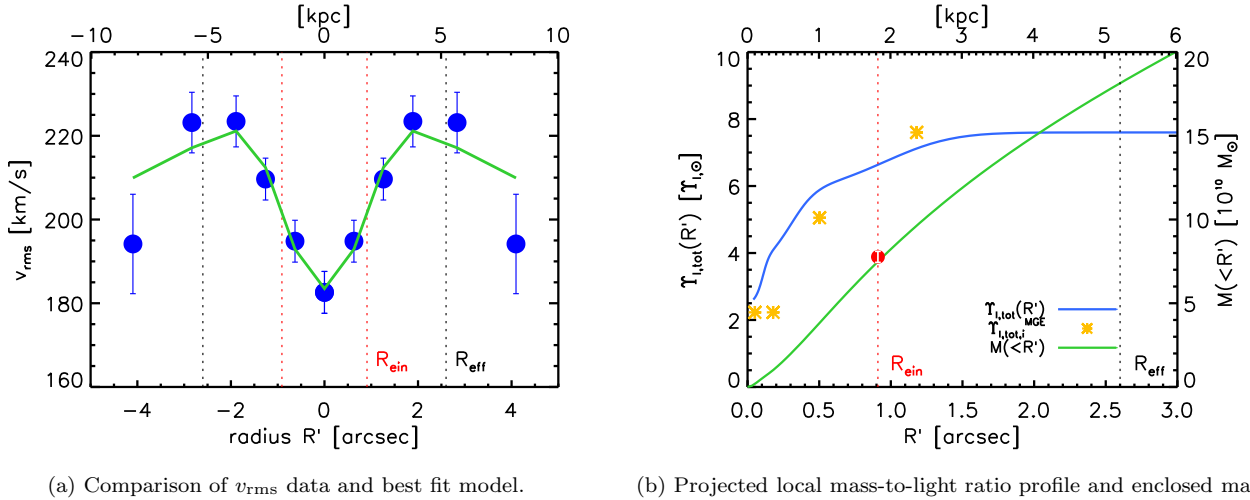 [kpc]
−10 −5 0 5 10
240
220
200
180
160
v_rms [km/s]
R_ein
R_eff
−4 −2 0 2 4
radius R' [arcsec]
(a) Comparison of v_rms data and best fit model.
[kpc]
0 1 2 3 4 5 6
10
8
6
4
2
0
ϒ_I,tot(R') [ϒ_I,⊙]
20
15
10
5
0
M(<R') [10¹⁰ M_⊙]
ϒ_I,tot(R')
ϒ_I,tot,i^MGE
M(<R')
R_ein
R_eff
0.0 0.5 1.0 1.5 2.0 2.5 3.0
R' [arcsec]
(b) Projected local mass-to-light ratio profile and enclosed ma